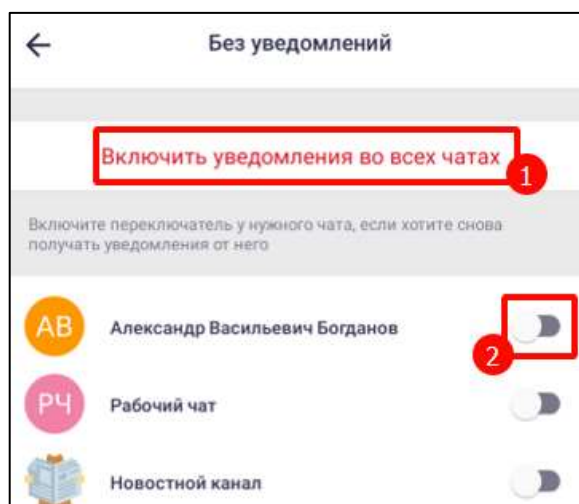 Без уведомлений
Включить уведомления во всех чатах
1
Включите переключатель у нужного чата, если хотите снова
получать уведомления от него
АВ
Александр Васильевич Богданов
2
РЧ
Рабочий чат
Новостной канал